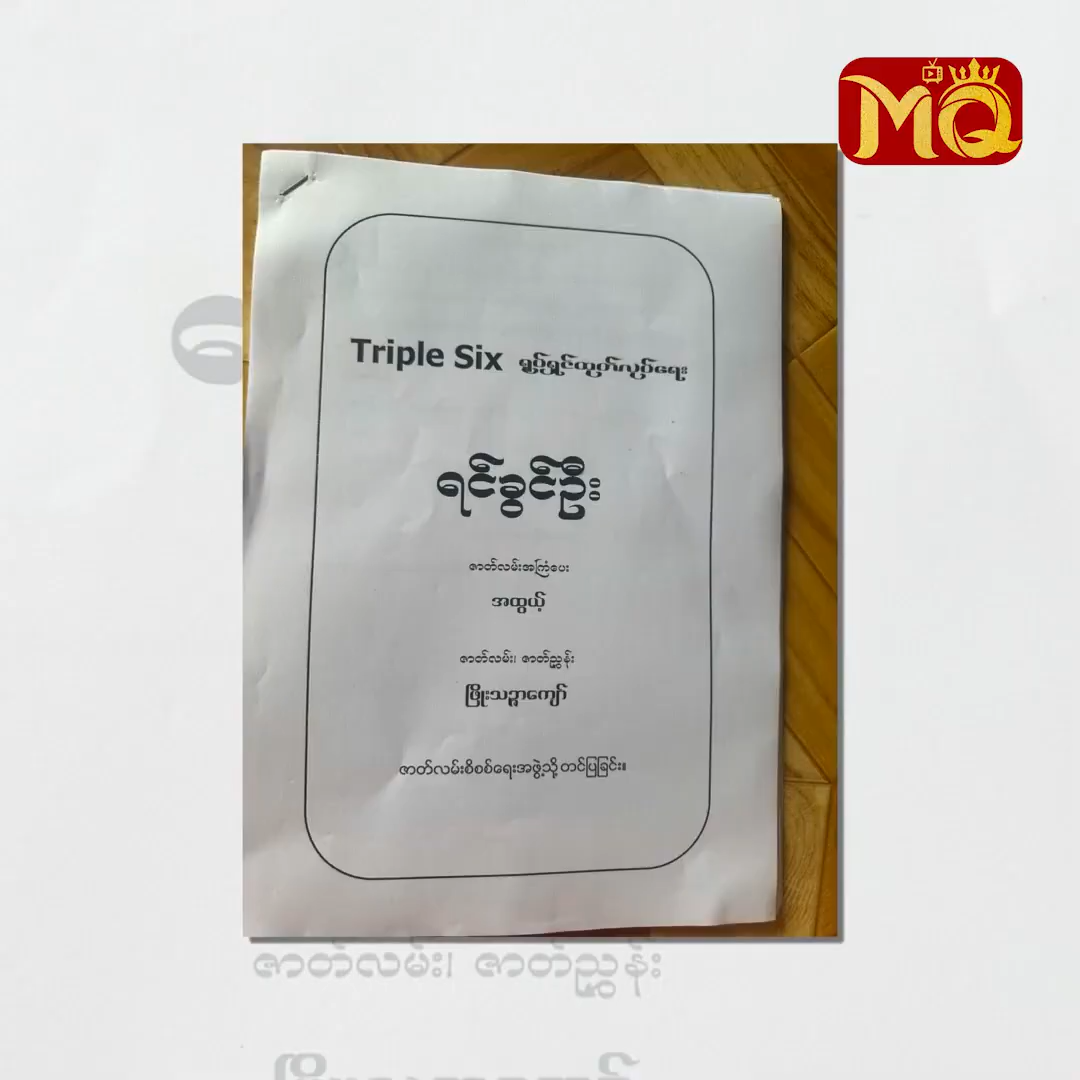 MQ
Triple Six ရုပ်ရှင်ထုတ်လုပ်ရေး
ရင်ခွင်ဦး
ဇာတ်လမ်းအကြံပေး
အထွယ့်
ဇာတ်လမ်း၊ ဇာတ်ညွှန်း
ဖြိုးသဥ္ဇာကျော်
ဇာတ်လမ်းစိစစ်ရေးအဖွဲ့သို့ တင်ပြခြင်း။
ဇာတ်လမ်း၊ ဇာတ်ညွှန်း